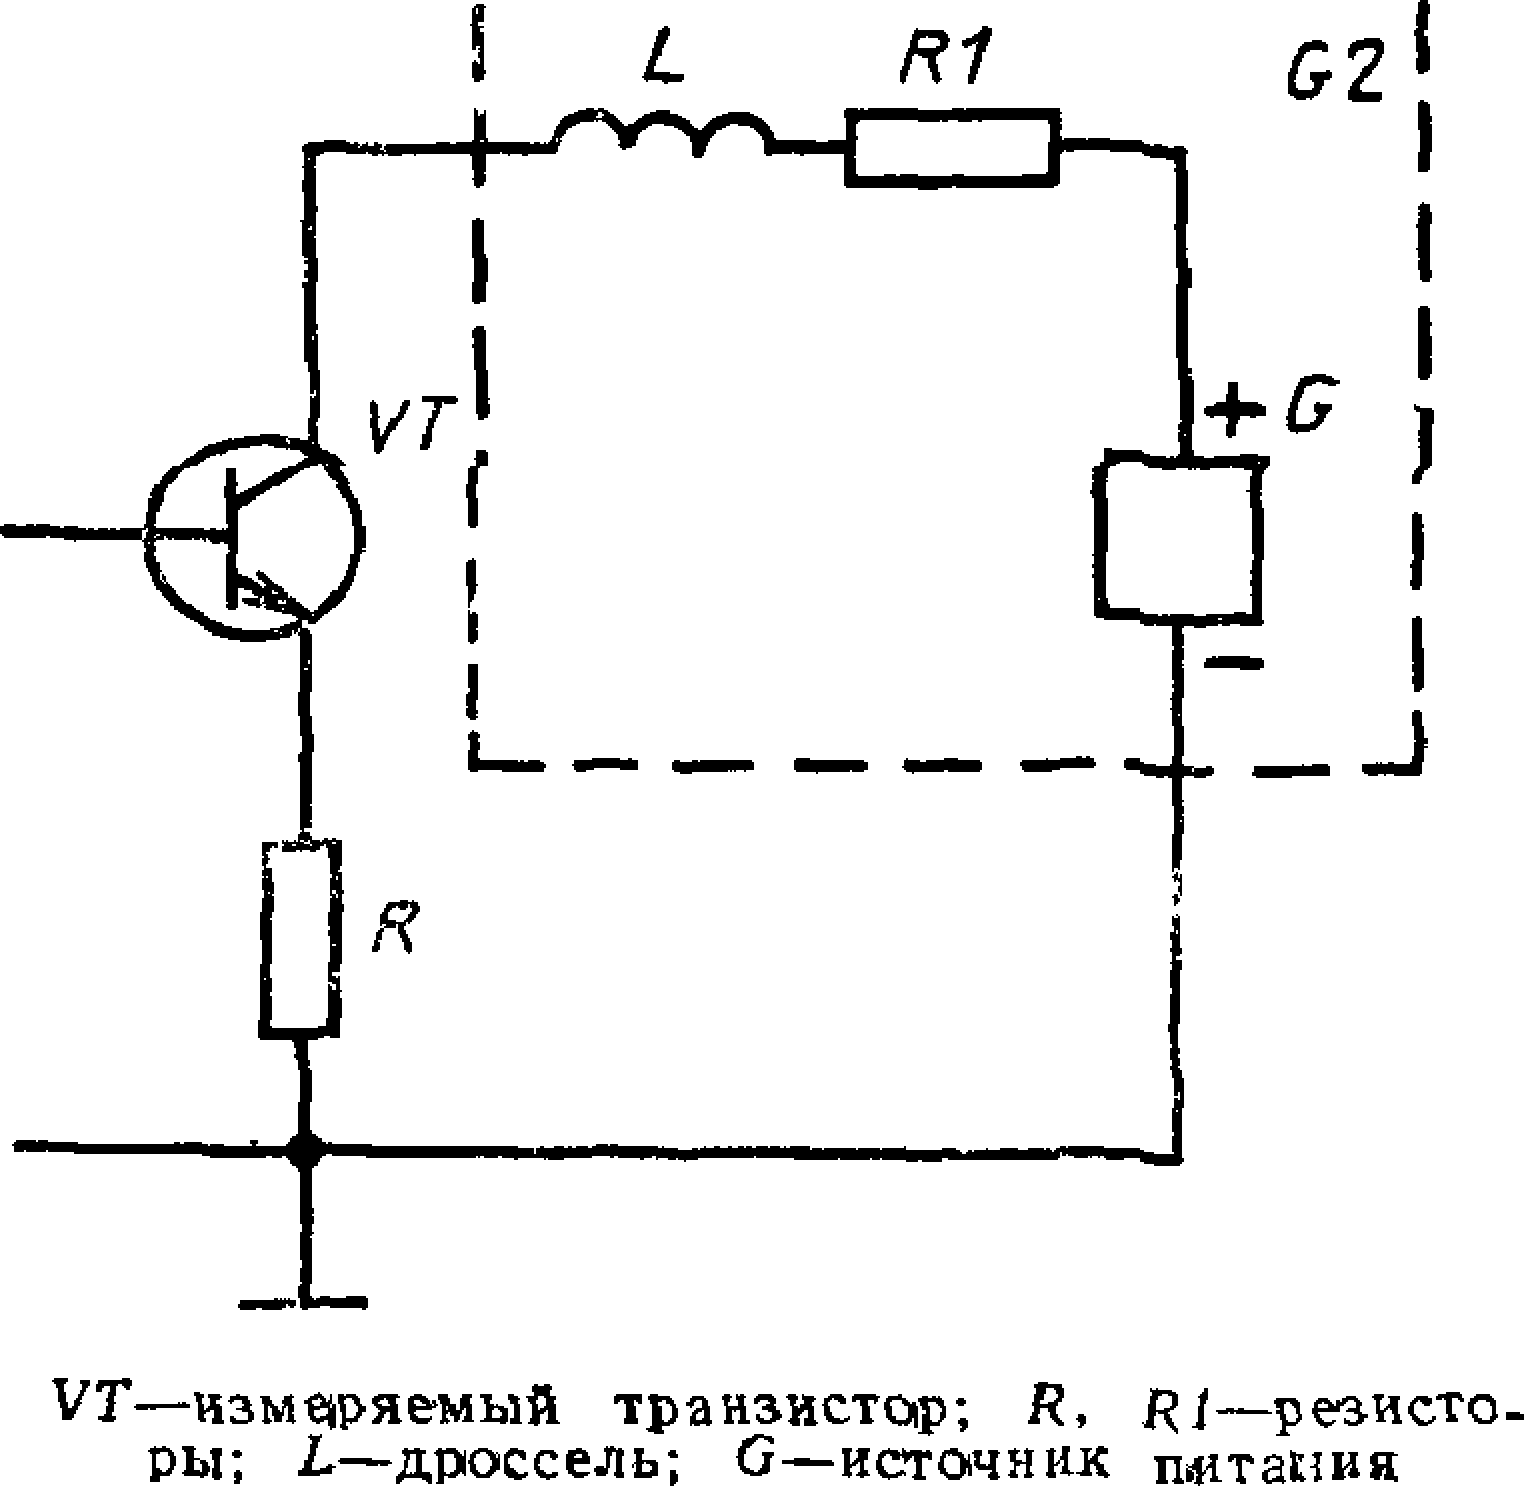 L R1 G2
VT + G
−
R
VT—измеряемый транзистор; R, R1—резисто-
ры; L—дроссель; G—источник питания